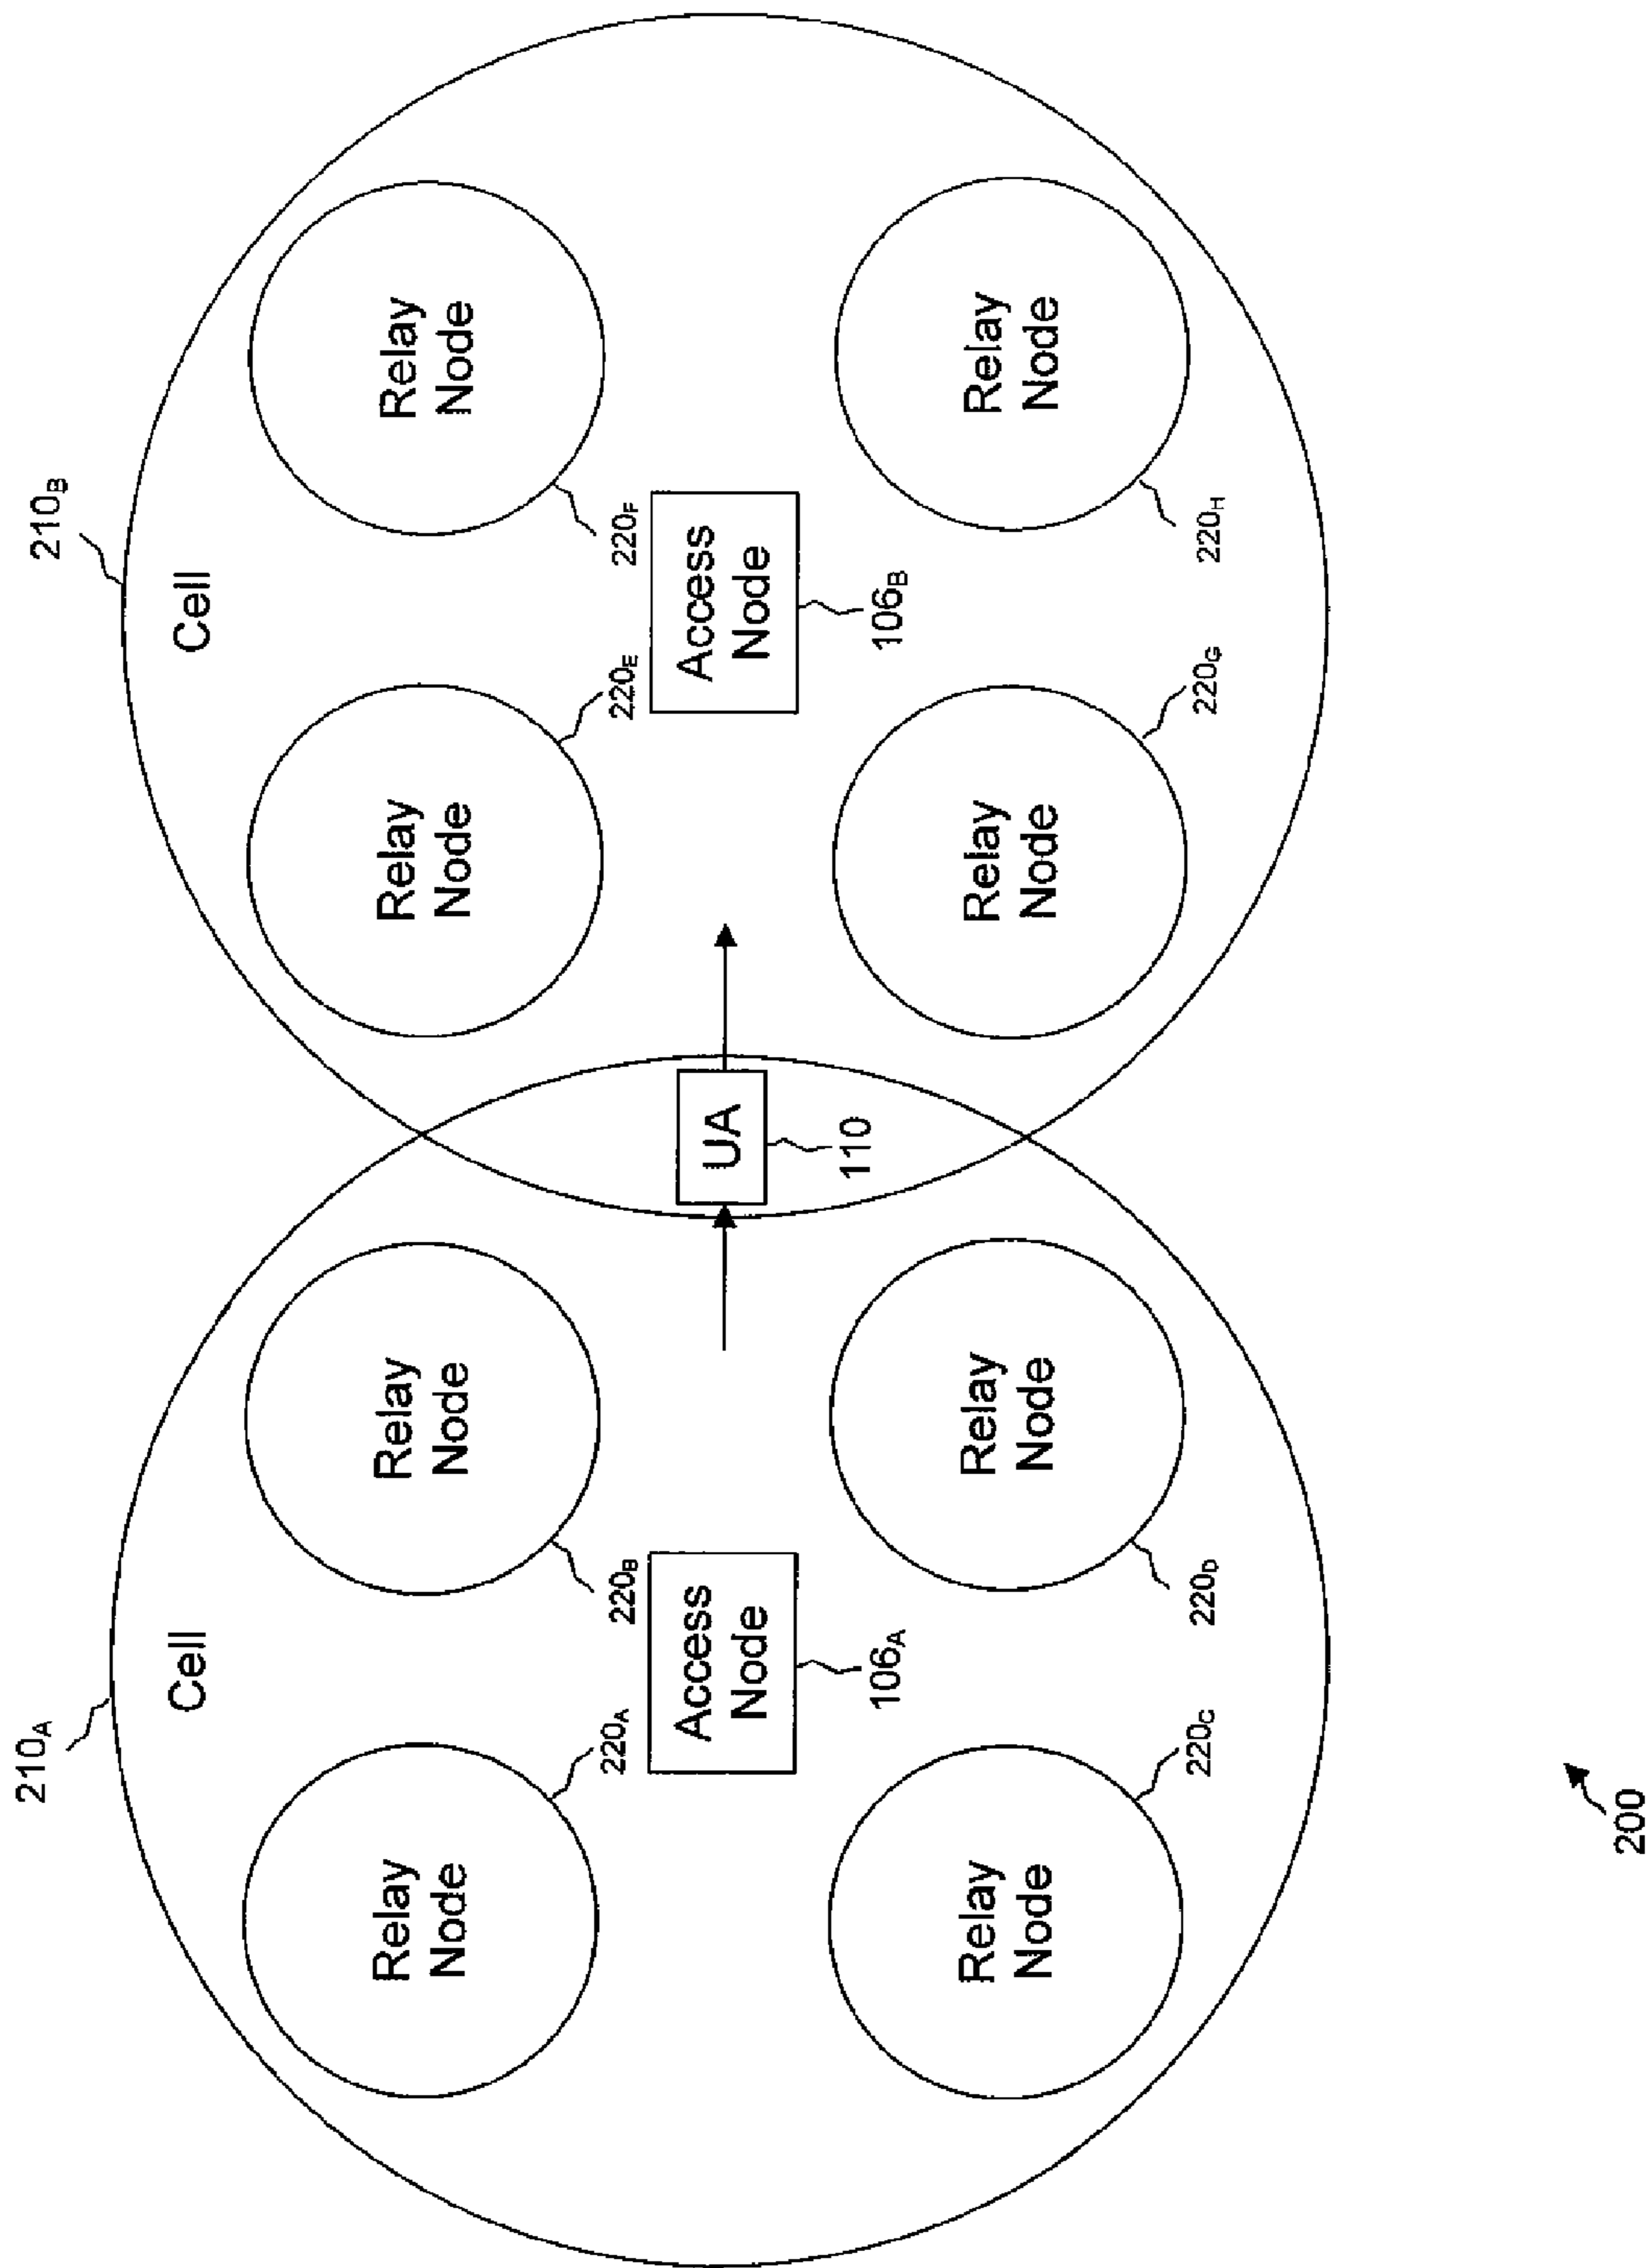 210A
210B
Cell
Cell
Relay
Node
Relay
Node
Relay
Node
Relay
Node
220A
220B
220E
220F
Access
Node
UA
Access
Node
106A
110
106B
Relay
Node
Relay
Node
Relay
Node
Relay
Node
220C
220D
220G
220H
200